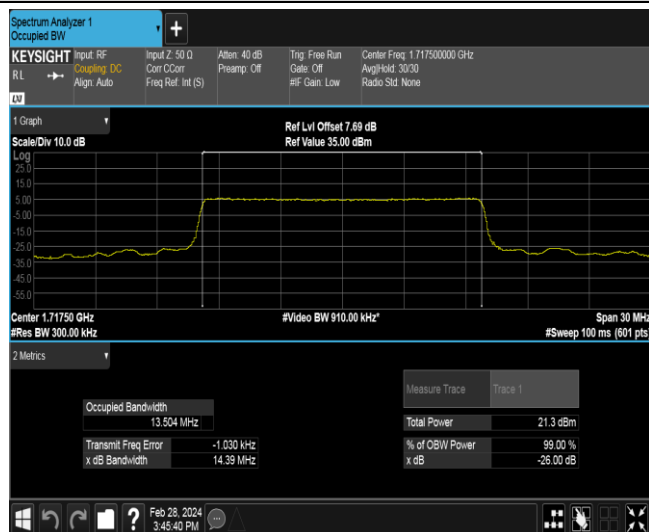 Spectrum Analyzer 1
Occupied BW
+
KEYSIGHT Input: RF Input Z: 50 Ω Atten: 40 dB Trig: Free Run Center Freq: 1.717500000 GHz
RL Coupling: DC Corr CCorr Preamp: Off Gate: Off Avg|Hold: 30/30
Align: Auto Freq Ref: Int (S) #IF Gain: Low Radio Std: None
LXI
1 Graph
Ref Lvl Offset 7.69 dB
Scale/Div 10.0 dB Ref Value 35.00 dBm
Log
25.0
15.0
5.00
-5.00
-15.0
-25.0
-35.0
-45.0
-55.0
Center 1.71750 GHz #Video BW 910.00 kHz* Span 30 MHz
#Res BW 300.00 kHz #Sweep 100 ms (601 pts)
2 Metrics
Measure Trace Trace 1
Occupied Bandwidth
13.504 MHz
Total Power 21.3 dBm
Transmit Freq Error -1.030 kHz % of OBW Power 99.00 %
x dB Bandwidth 14.39 MHz x dB -26.00 dB
?
Feb 28, 2024
3:45:40 PM